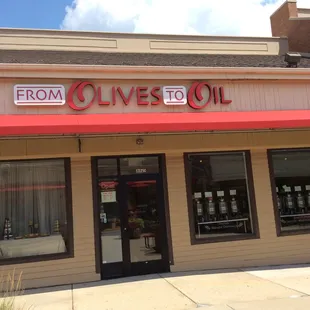 FROM OLIVES TO OIL